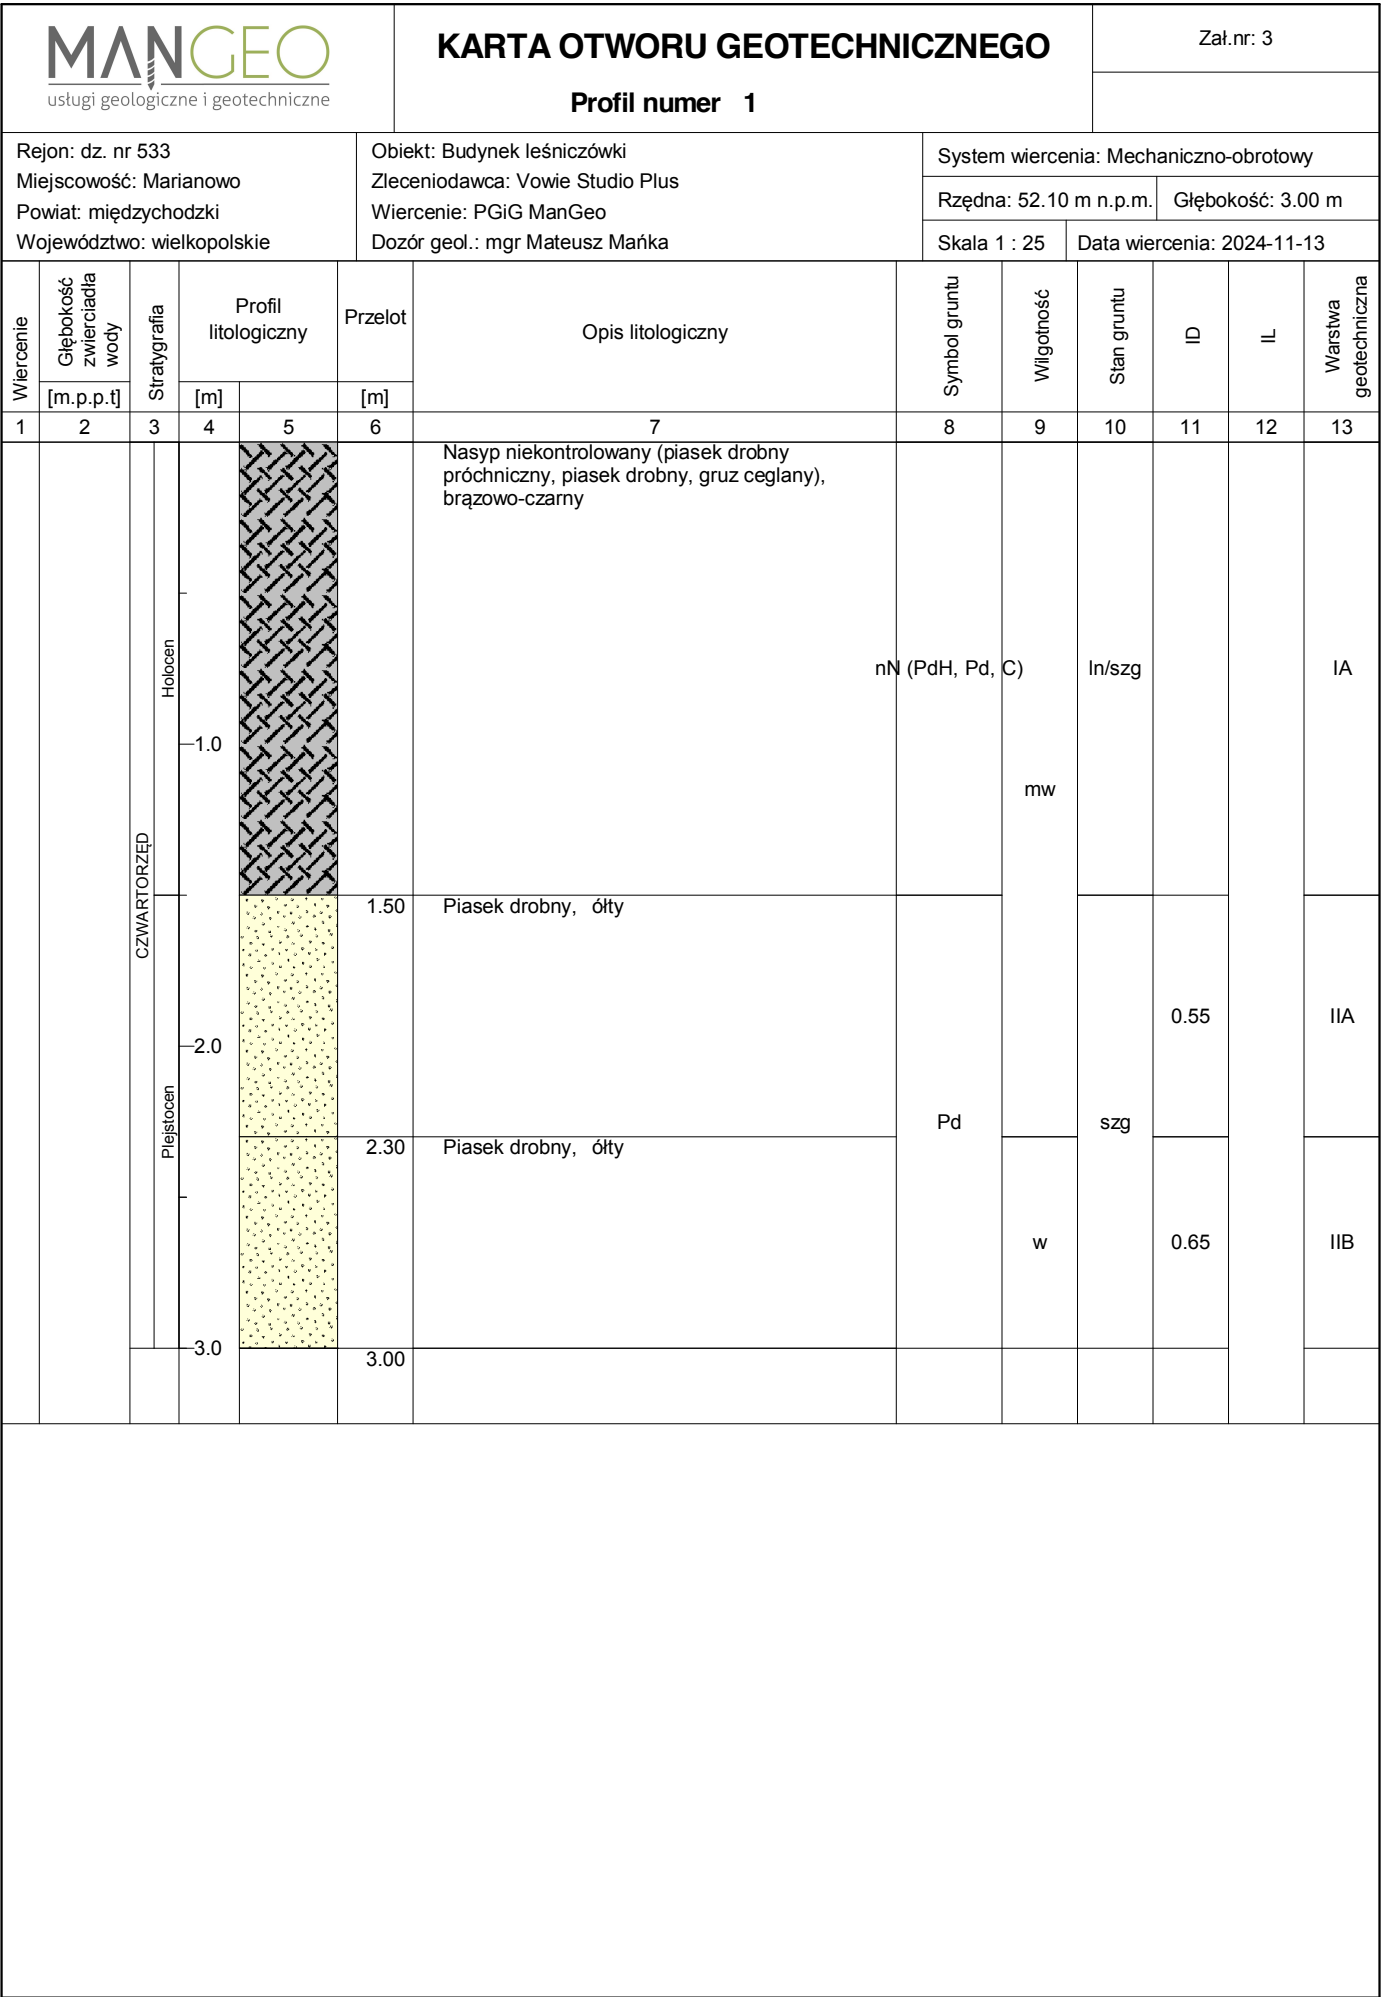 MANGEO
usługi geologiczne i geotechniczne
KARTA OTWORU GEOTECHNICZNEGO
Profil numer 1
Zał.nr: 3
Rejon: dz. nr 533
Miejscowość: Marianowo
Powiat: międzychodzki
Województwo: wielkopolskie
Obiekt: Budynek leśniczówki
Zleceniodawca: Vowie Studio Plus
Wiercenie: PGiG ManGeo
Dozór geol.: mgr Mateusz Mańka
System wiercenia: Mechaniczno-obrotowy
Rzędna: 52.10 m n.p.m.
Głębokość: 3.00 m
Skala 1 : 25
Data wiercenia: 2024-11-13
Wiercenie
Głębokość
zwierciadła
wody
[m.p.p.t]
Stratygrafia
Profil
litologiczny
[m]
Przelot
[m]
Opis litologiczny
Symbol gruntu
Wilgotność
Stan gruntu
ID
IL
Warstwa
geotechniczna
1 2 3 4 5 6 7 8 9 10 11 12 13
Nasyp niekontrolowany (piasek drobny
próchniczny, piasek drobny, gruz ceglany),
brązowo-czarny
Holocen
nN (PdH, Pd, C)
ln/szg
IA
1.0
mw
CZWARTORZĘD
1.50
Piasek drobny, ółty
0.55
IIA
2.0
Plejstocen
Pd
szg
2.30
Piasek drobny, ółty
w
0.65
IIB
3.0
3.00